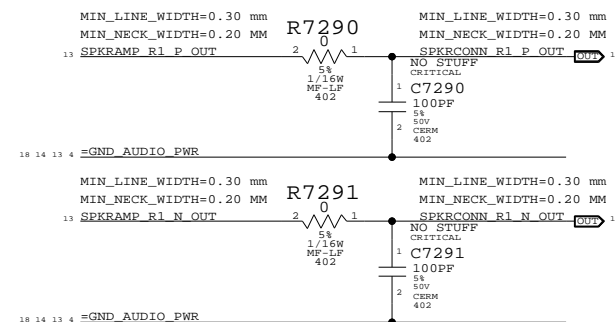 MIN_LINE_WIDTH=0.30 mm
MIN_NECK_WIDTH=0.20 MM
13 SPKRAMP_R1_P_OUT
R7290
0
2 1
5%
1/16W
MF-LF
402
MIN_LINE_WIDTH=0.30 mm
MIN_NECK_WIDTH=0.20 MM
SPKRCONN_R1_P_OUT OUT 1
NO STUFF
CRITICAL
1 C7290
100PF
5%
50V
2 CERM
402
18 14 13 4 =GND_AUDIO_PWR
MIN_LINE_WIDTH=0.30 mm
MIN_NECK_WIDTH=0.20 MM
13 SPKRAMP_R1_N_OUT
R7291
0
2 1
5%
1/16W
MF-LF
402
MIN_LINE_WIDTH=0.30 mm
MIN_NECK_WIDTH=0.20 MM
SPKRCONN_R1_N_OUT OUT 1
NO STUFF
CRITICAL
1 C7291
100PF
5%
50V
2 CERM
402
18 14 13 4 =GND_AUDIO_PWR